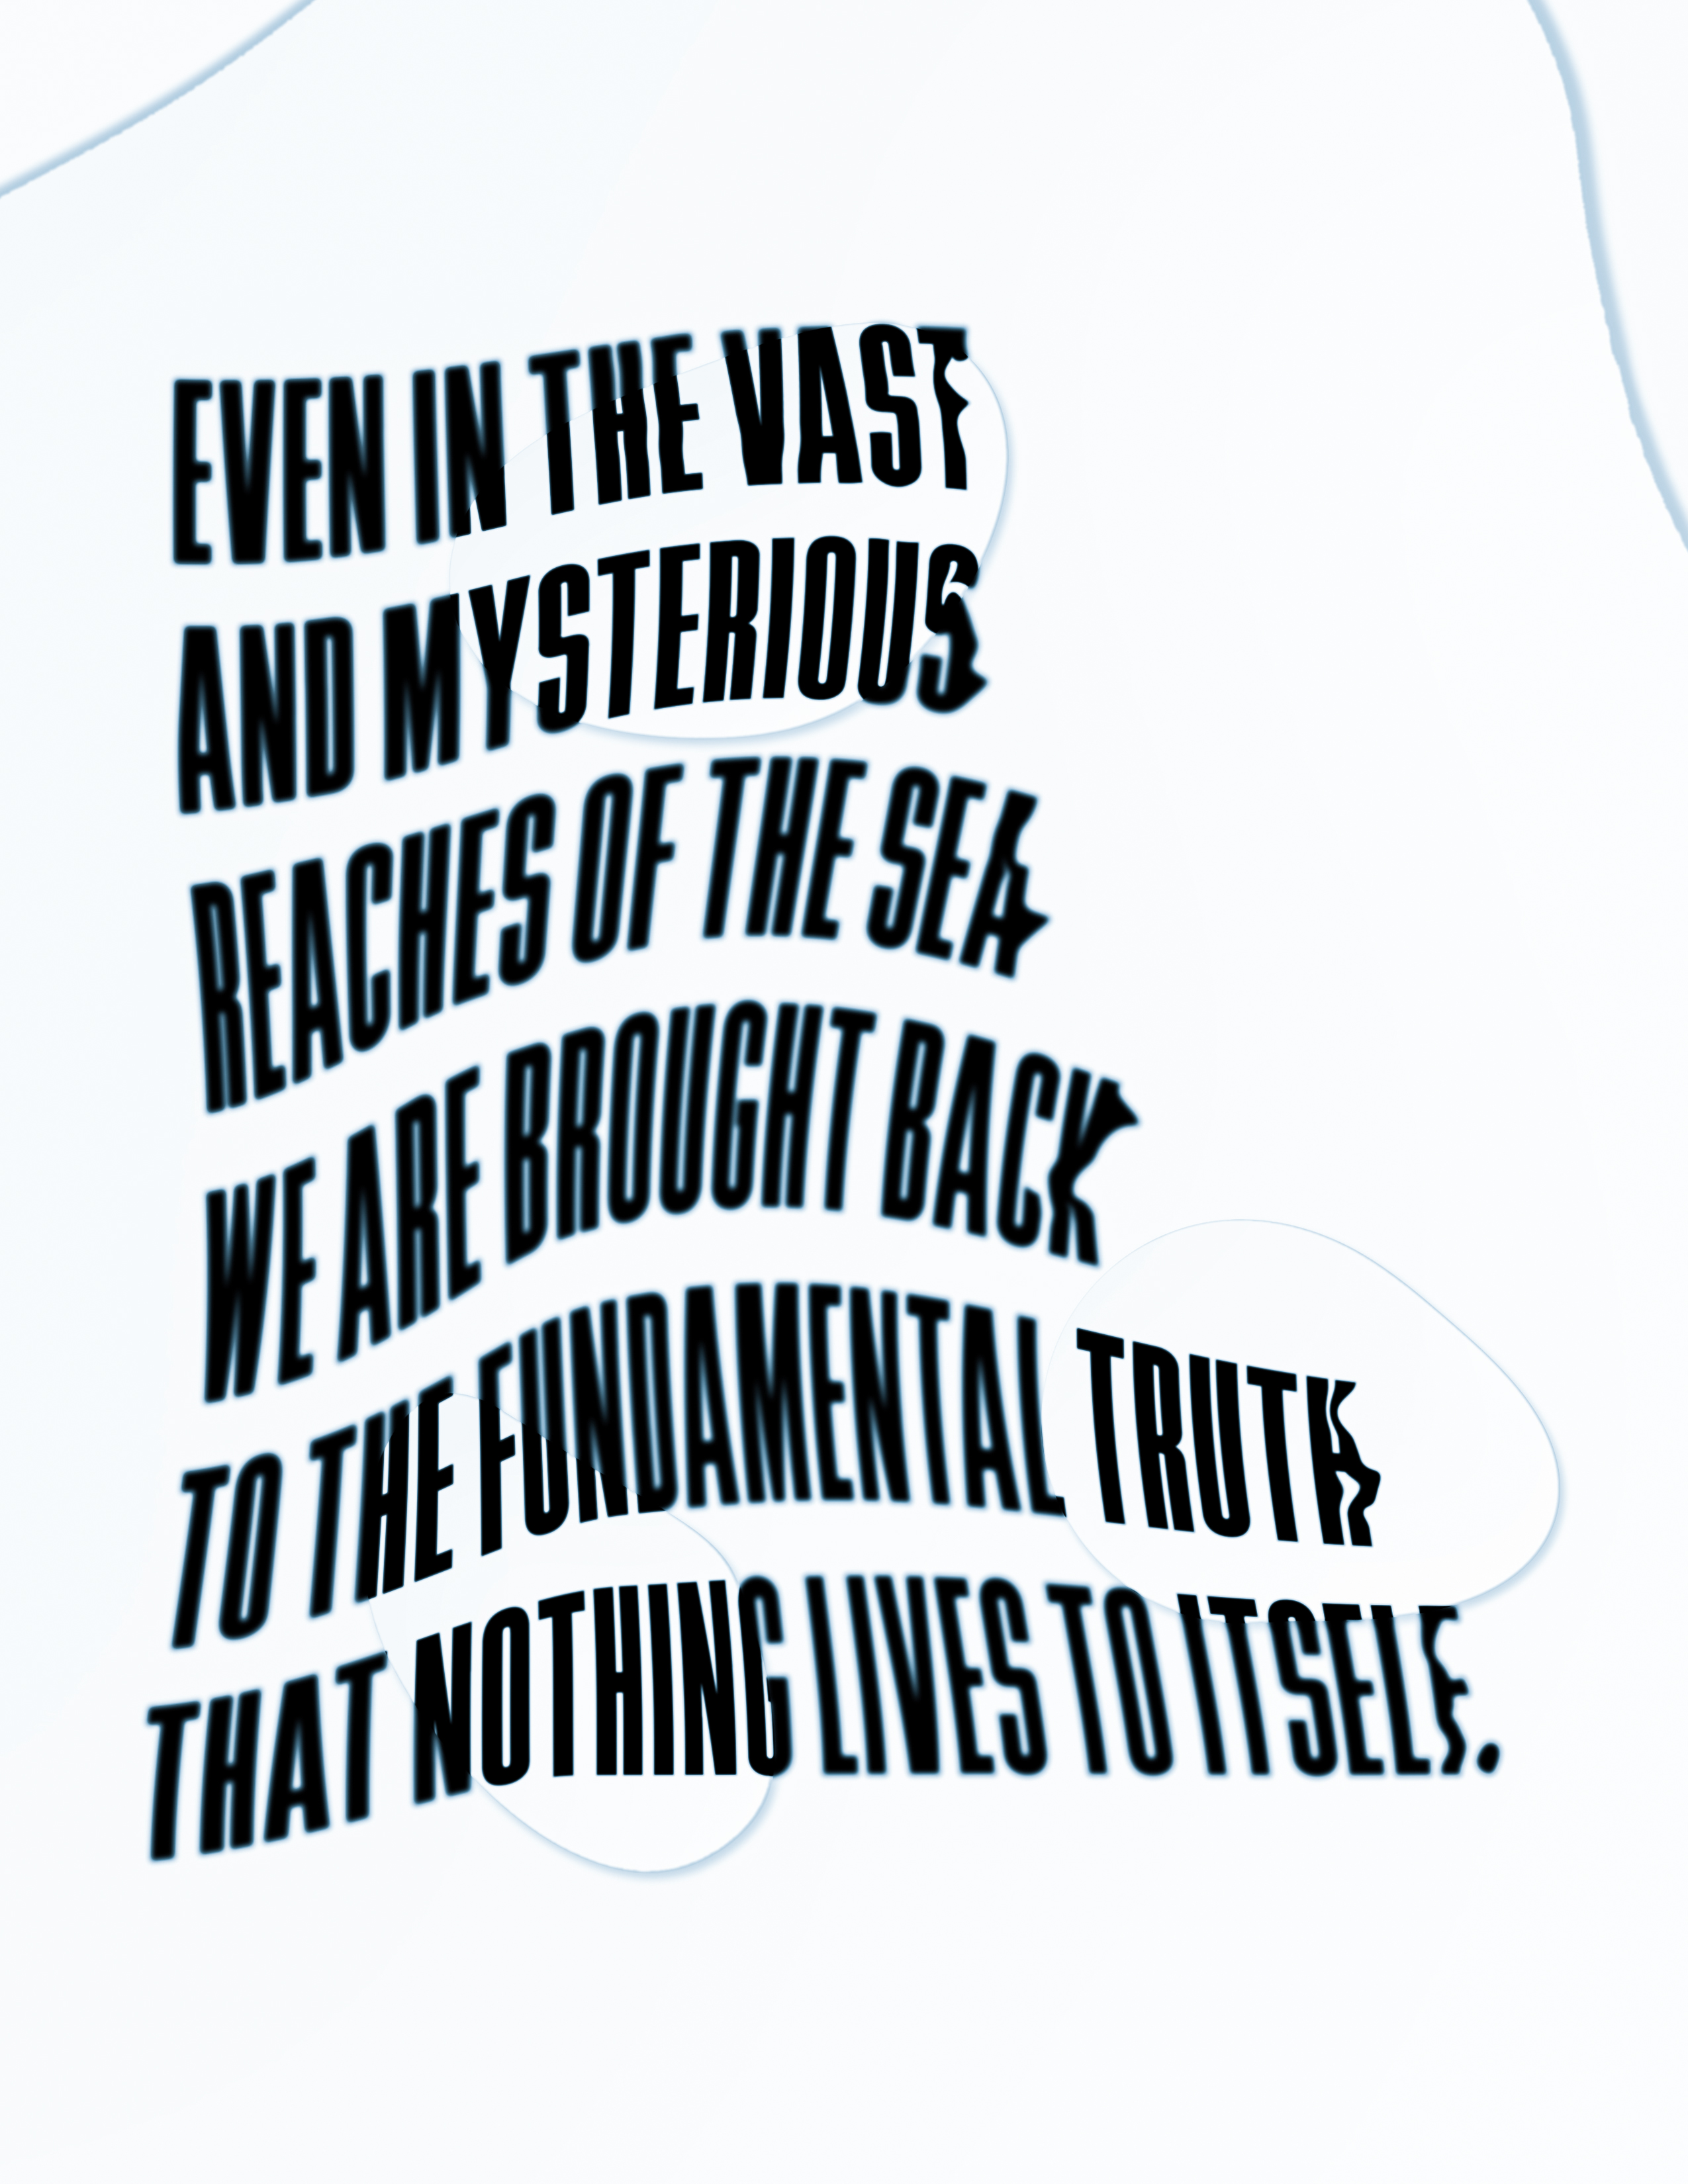 EVEN IN THE VAST
AND MYSTERIOUS
REACHES OF THE SEA
WE ARE BROUGHT BACK
TO THE FUNDAMENTAL TRUTH
THAT NOTHING LIVES TO ITSELF.